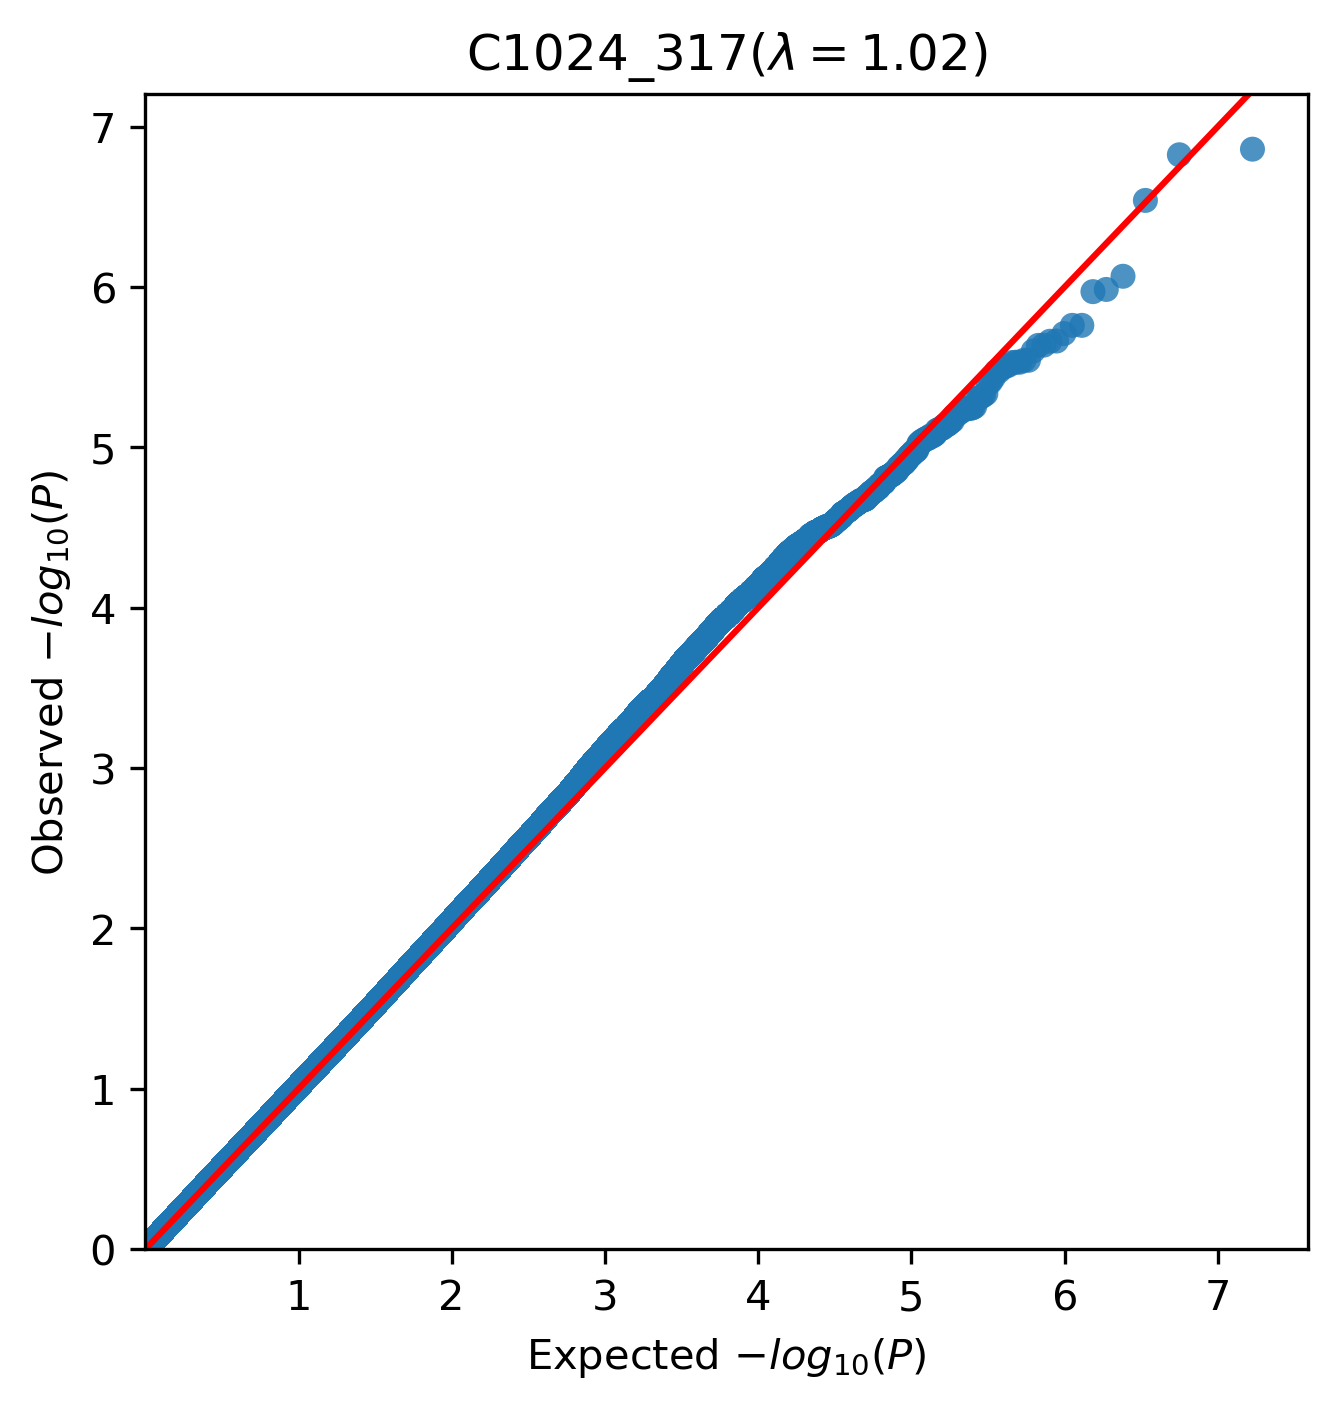 C1024_317(λ = 1.02)
Observed −log₁₀(P)
7
6
5
4
3
2
1
0
1 2 3 4 5 6 7
Expected −log₁₀(P)